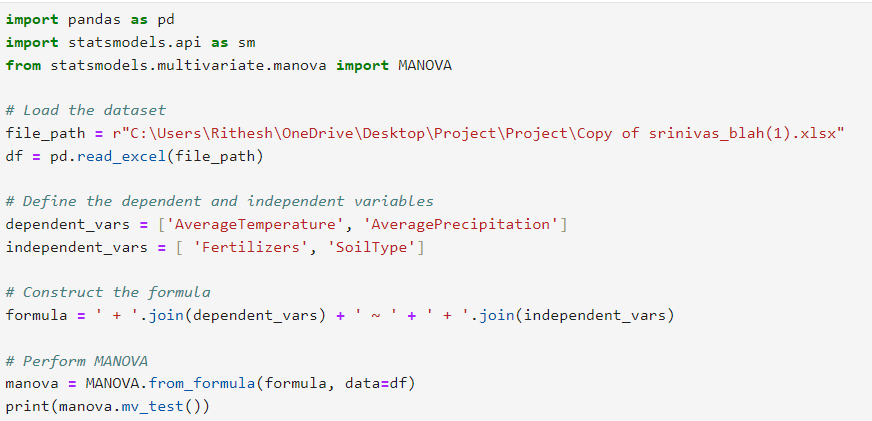 import pandas as pd
import statsmodels.api as sm
from statsmodels.multivariate.manova import MANOVA
# Load the dataset
file_path = r"C:\Users\Rithesh\OneDrive\Desktop\Project\Project\Copy of srinivas_blah(1).xlsx"
df = pd.read_excel(file_path)
# Define the dependent and independent variables
dependent_vars = ['AverageTemperature', 'AveragePrecipitation']
independent_vars = [ 'Fertilizers', 'SoilType']
# Construct the formula
formula = ' + '.join(dependent_vars) + ' ~ ' + ' + '.join(independent_vars)
# Perform MANOVA
manova = MANOVA.from_formula(formula, data=df)
print(manova.mv_test())